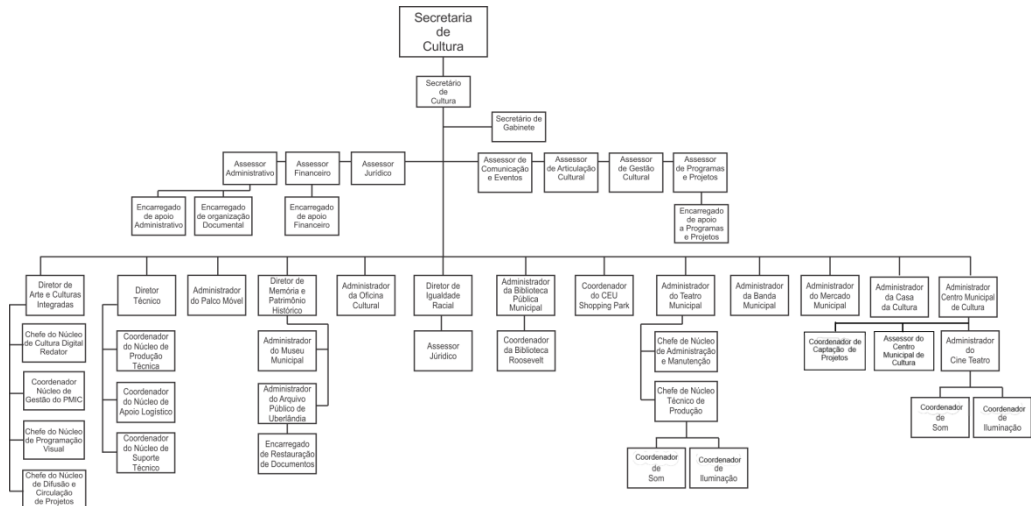 Secretaria
de
Cultura
Secretário
de
Cultura
Secretário de
Gabinete
Assessor
Administrativo
Assessor
Financeiro
Assessor
Jurídico
Assessor de
Comunicação
e Eventos
Assessor
de Articulação
Cultural
Assessor
de Gestão
Cultural
Assessor
de Programas
e Projetos
Encarregado
de apoio
Administrativo
Encarregado
de organização
Documental
Encarregado
de apoio
Financeiro
Encarregado
de apoio
a Programas
e Projetos
Diretor de
Arte e Culturas
Integradas
Diretor
Técnico
Administrador
do Palco Móvel
Diretor de
Memória e
Patrimônio
Histórico
Administrador
da Oficina
Cultural
Diretor de
Igualdade
Racial
Administrador
da Biblioteca
Pública
Municipal
Coordenador
do CEU
Shopping Park
Administrador
do Teatro
Municipal
Administrador
da Banda
Municipal
Administrador
do Mercado
Municipal
Administrador
da Casa
da Cultura
Administrador
Centro Municipal
de Cultura
Chefe do Núcleo
de Cultura Digital
Redator
Coordenador
do Núcleo de
Produção
Técnica
Administrador
do Museu
Municipal
Assessor
Júridico
Coordenador
da Biblioteca
Roosevelt
Chefe de Núcleo
de Administração
e Manutenção
Coordenador de
Captação de
Projetos
Assessor do
Centro
Municipal de
Cultura
Administrador
do
Cine Teatro
Coordenador
Núcleo de
Gestão do PMIC
Coordenador
do Núcleo de
Apoio Logístico
Administrador
do Arquivo
Público de
Uberlândia
Chefe de Núcleo
Técnico de
Produção
Coordenador
de
Som
Coordenador
de
Iluminação
Chefe do Núcleo
de Programação
Visual
Coordenador
do Núcleo de
Suporte
Técnico
Encarregado
de Restauração
de Documentos
Coordenador
de
Som
Coordenador
de
Iluminação
Chefe do Núcleo
de Difusão e
Circulação
de Projetos